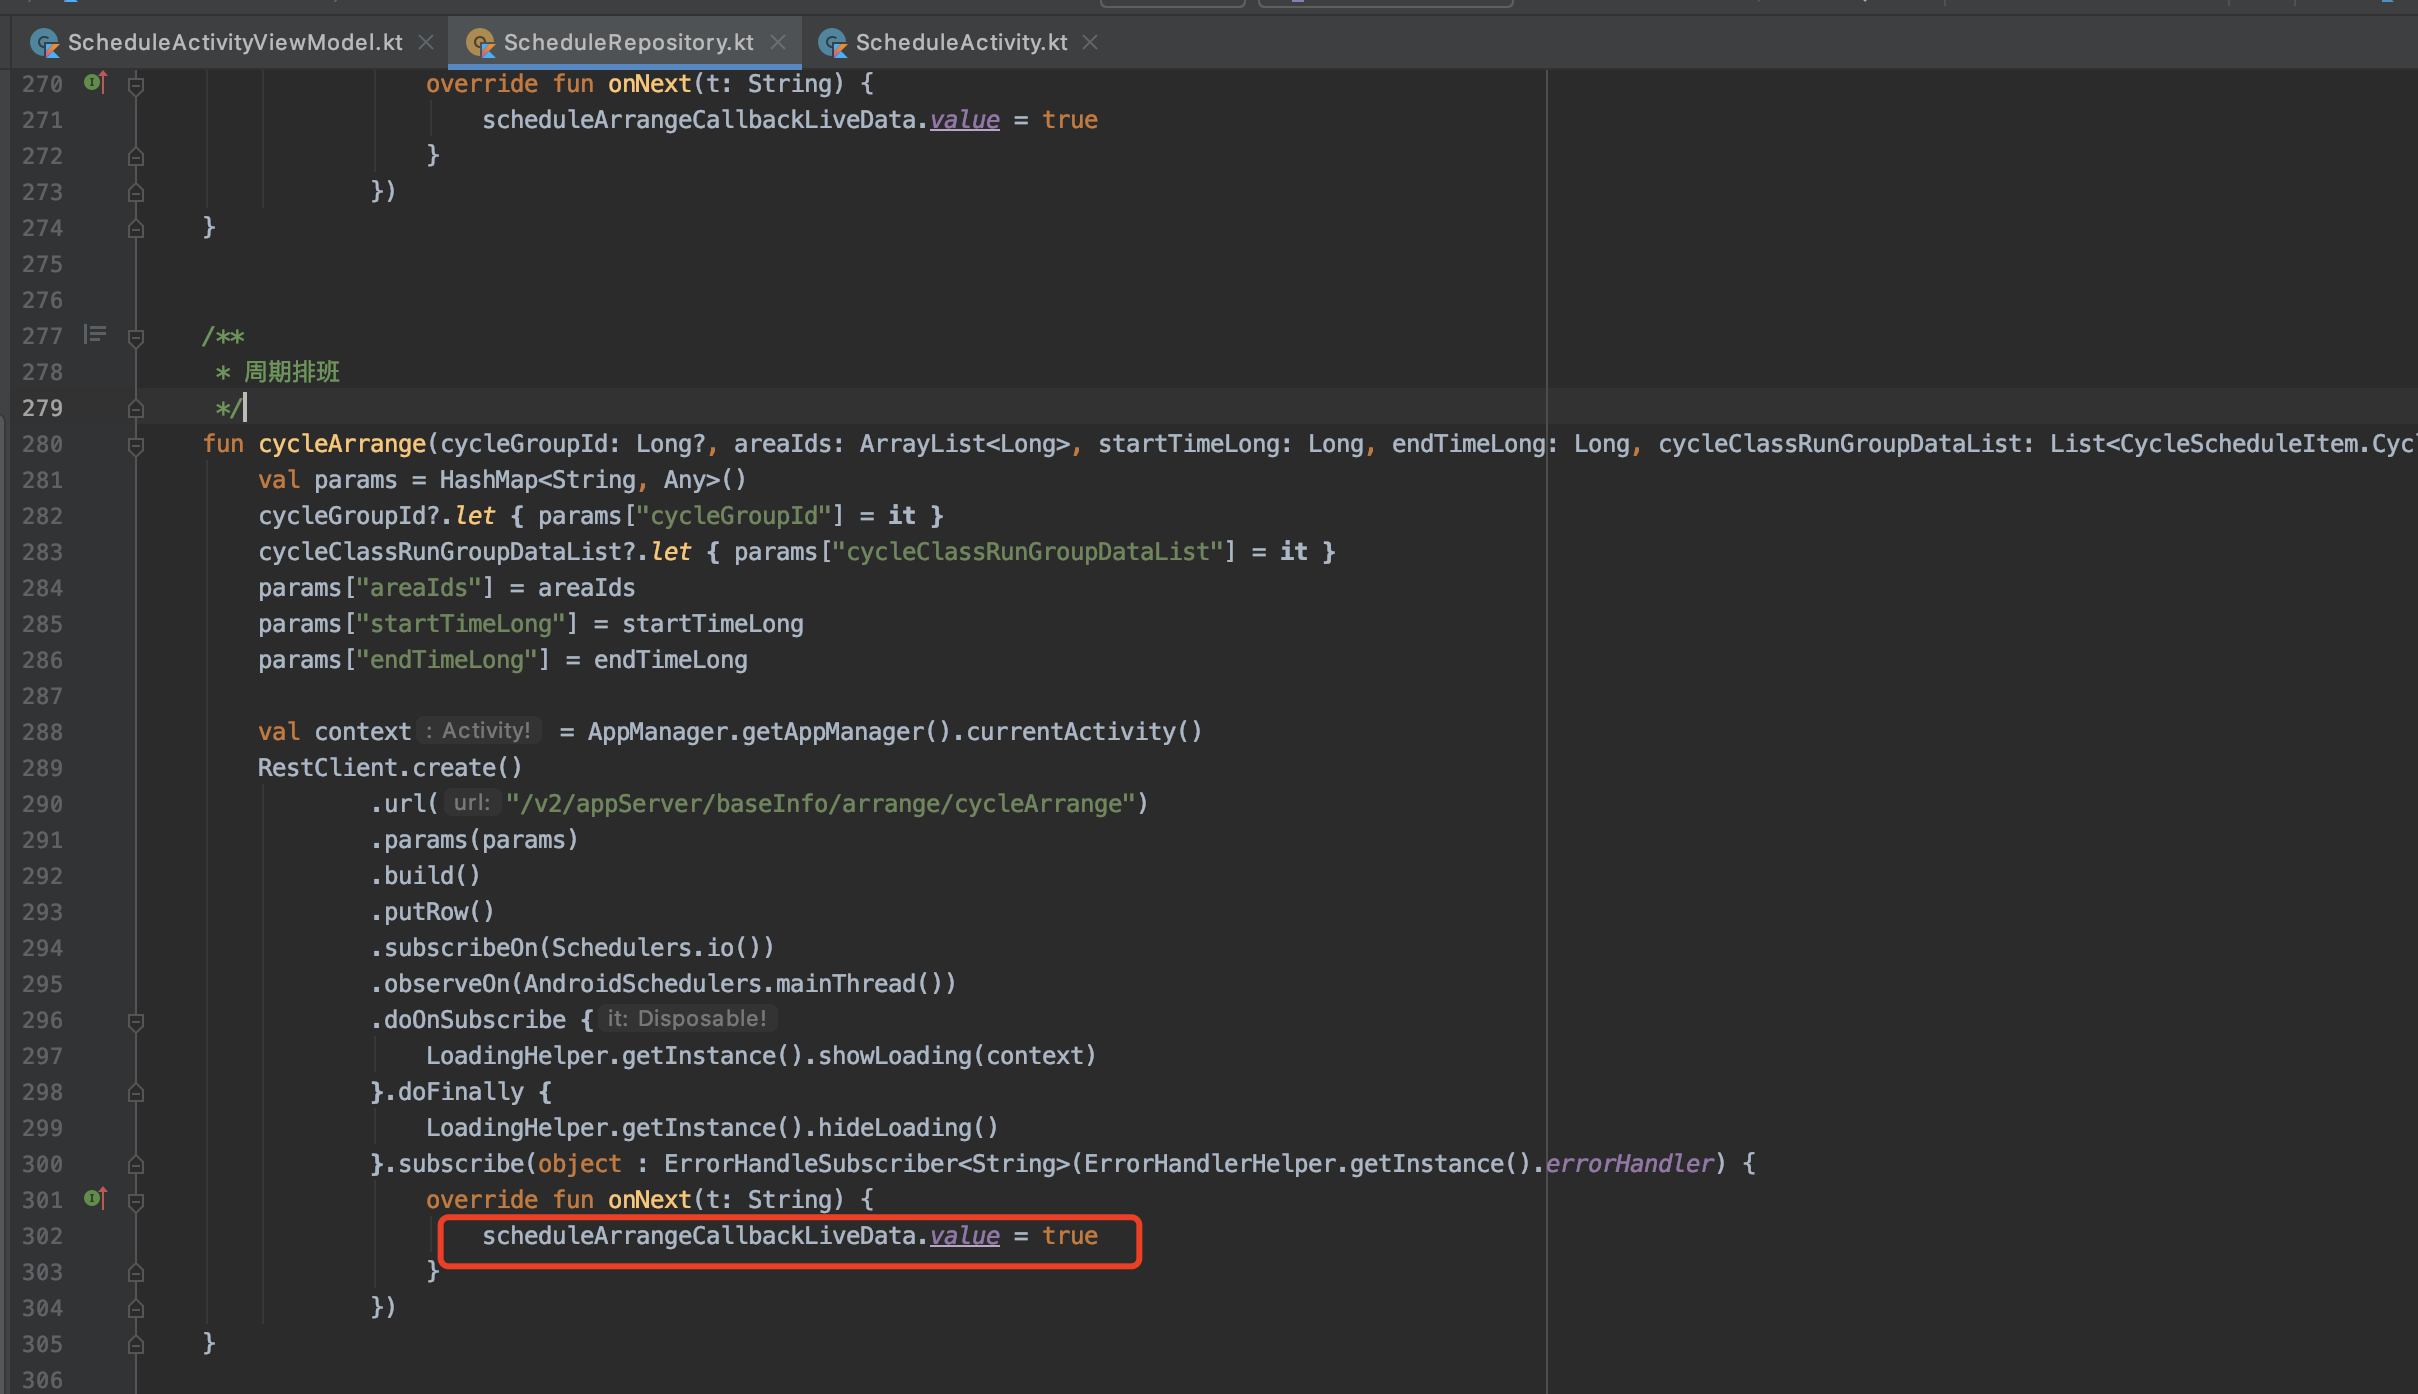 ScheduleActivityViewModel.kt ScheduleRepository.kt ScheduleActivity.kt
270 override fun onNext(t: String) {
271 scheduleArrangeCallbackLiveData.value = true
272 }
273 })
274 }
275
276
277 /**
278 * 周期排班
279 */
280 fun cycleArrange(cycleGroupId: Long?, areaIds: ArrayList<Long>, startTimeLong: Long, endTimeLong: Long, cycleClassRunGroupDataList: List<CycleScheduleItem.Cycl
281 val params = HashMap<String, Any>()
282 cycleGroupId?.let { params["cycleGroupId"] = it }
283 cycleClassRunGroupDataList?.let { params["cycleClassRunGroupDataList"] = it }
284 params["areaIds"] = areaIds
285 params["startTimeLong"] = startTimeLong
286 params["endTimeLong"] = endTimeLong
287
288 val context : Activity! = AppManager.getAppManager().currentActivity()
289 RestClient.create()
290 .url( url: "/v2/appServer/baseInfo/arrange/cycleArrange")
291 .params(params)
292 .build()
293 .putRow()
294 .subscribeOn(Schedulers.io())
295 .observeOn(AndroidSchedulers.mainThread())
296 .doOnSubscribe { it: Disposable!
297 LoadingHelper.getInstance().showLoading(context)
298 }.doFinally {
299 LoadingHelper.getInstance().hideLoading()
300 }.subscribe(object : ErrorHandleSubscriber<String>(ErrorHandlerHelper.getInstance().errorHandler) {
301 override fun onNext(t: String) {
302 scheduleArrangeCallbackLiveData.value = true
303 }
304 })
305 }
306